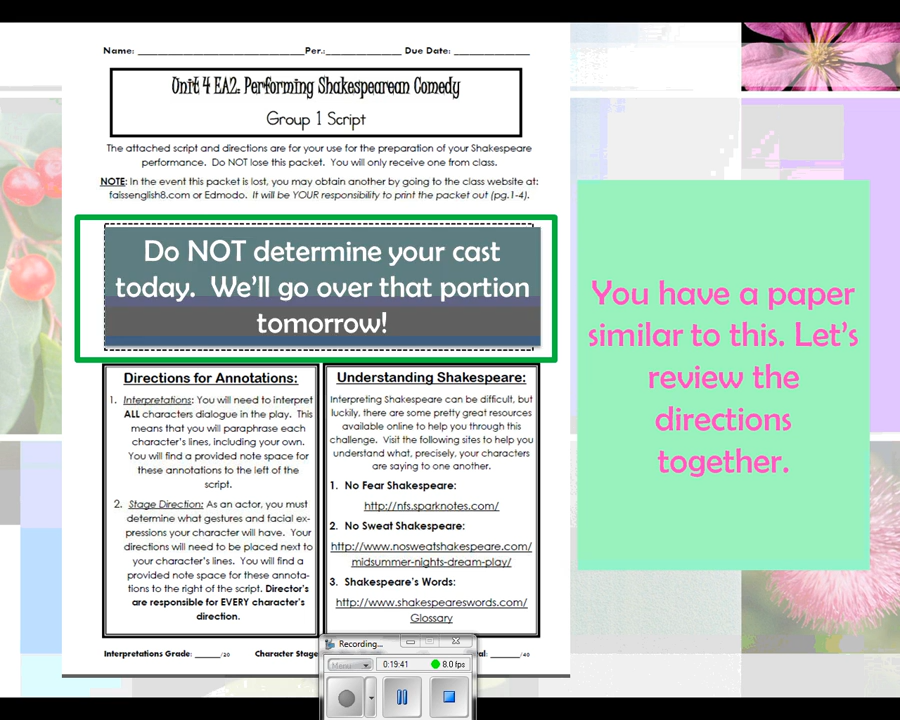 Name: ____________________________Per.:____________ Due Date: ____________
Unit 4 EA2: Performing Shakespearean Comedy
Group 1 Script
The attached script and directions are for your use for the preparation of your Shakespeare
performance. Do NOT lose this packet. You will only receive one from class.
NOTE: In the event this packet is lost, you may obtain another by going to the class website at:
faissenglish8.com or Edmodo. It will be YOUR responsibility to print the packet out (pg.1-4).
Do NOT determine your cast
today. We'll go over that portion
tomorrow!
Directions for Annotations:
1. Interpretations: You will need to interpret
ALL characters dialogue in the play. This
means that you will paraphrase each
character's lines, including your own.
You will find a provided note space for
these annotations to the left of the
script.
2. Stage Direction: As an actor, you must
determine what gestures and facial ex-
pressions your character will have. Your
directions will need to be placed next to
your character's lines. You will find a
provided note space for these annota-
tions to the right of the script. Director's
are responsible for EVERY character's
direction.
Understanding Shakespeare:
Interpreting Shakespeare can be difficult, but
luckily, there are some pretty great resources
available online to help you through this
challenge. Visit the following sites to help you
understand what, precisely, your characters
are saying to one another.
1. No Fear Shakespeare:
http://nfs.sparknotes.com/
2. No Sweat Shakespeare:
http://www.nosweatshakespeare.com/
midsummer-nights-dream-play/
3. Shakespeare's Words:
http://www.shakespeareswords.com/
Glossary
Interpretations Grade: ______/20 Character Stage al: ______/40
You have a paper
similar to this. Let's
review the
directions
together.
Recording...
Menu 0:19:41 8.0 fps